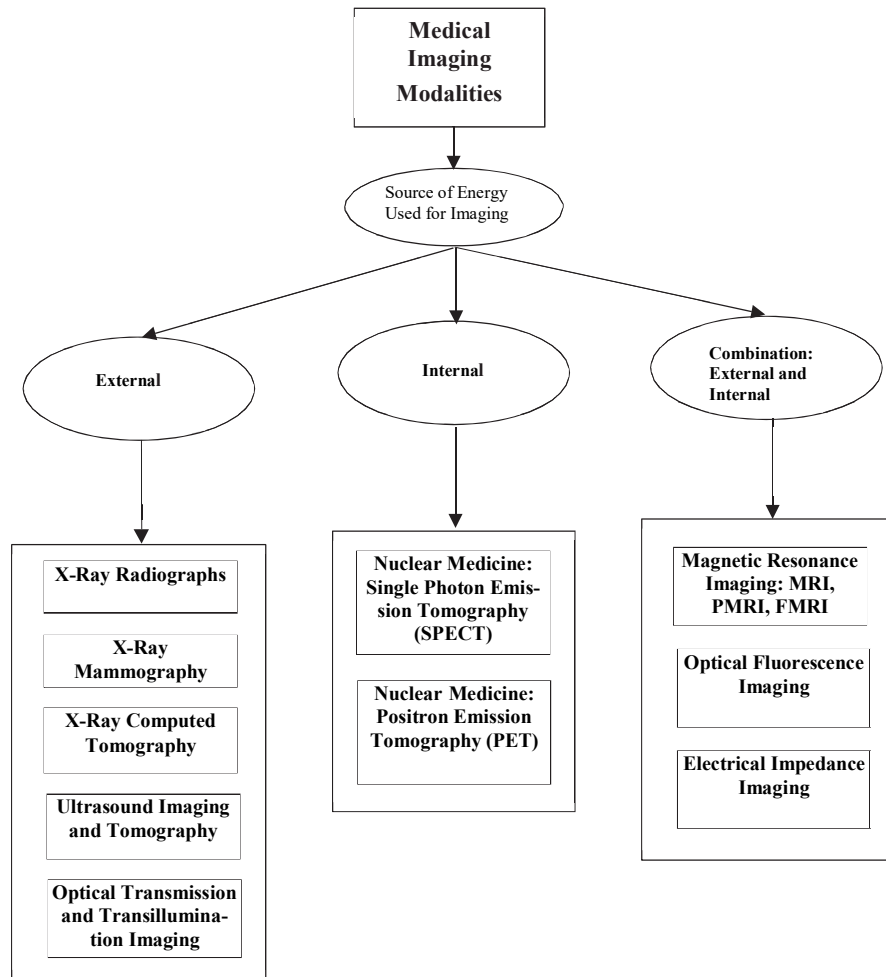 Medical
Imaging
Modalities
Source of Energy
Used for Imaging
External
Internal
Combination:
External and
Internal
X-Ray Radiographs
X-Ray
Mammography
X-Ray Computed
Tomography
Ultrasound Imaging
and Tomography
Optical Transmission
and Transillumina-
tion Imaging
Nuclear Medicine:
Single Photon Emis-
sion Tomography
(SPECT)
Nuclear Medicine:
Positron Emission
Tomography (PET)
Magnetic Resonance
Imaging: MRI,
PMRI, FMRI
Optical Fluorescence
Imaging
Electrical Impedance
Imaging